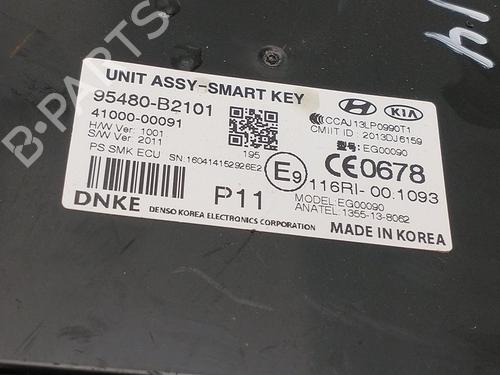 B-PARTS
UNIT ASSY-SMART KEY
95480-B2101
41000-00091
H/W Ver: 1001
S/W Ver: 2011
PS SMK ECU
SN:160414152926E2
195
HYUNDAI KIA
CCAJ13LP0990T1
CMIIT ID : 2013DJ6159
型号: EG00090
CE0678
E9
116RI-00.1093
P11
MODEL:EG00090
ANATEL:1355-13-8062
DNKE
DENSO KOREA ELECTRONICS CORPORATION
MADE IN KOREA